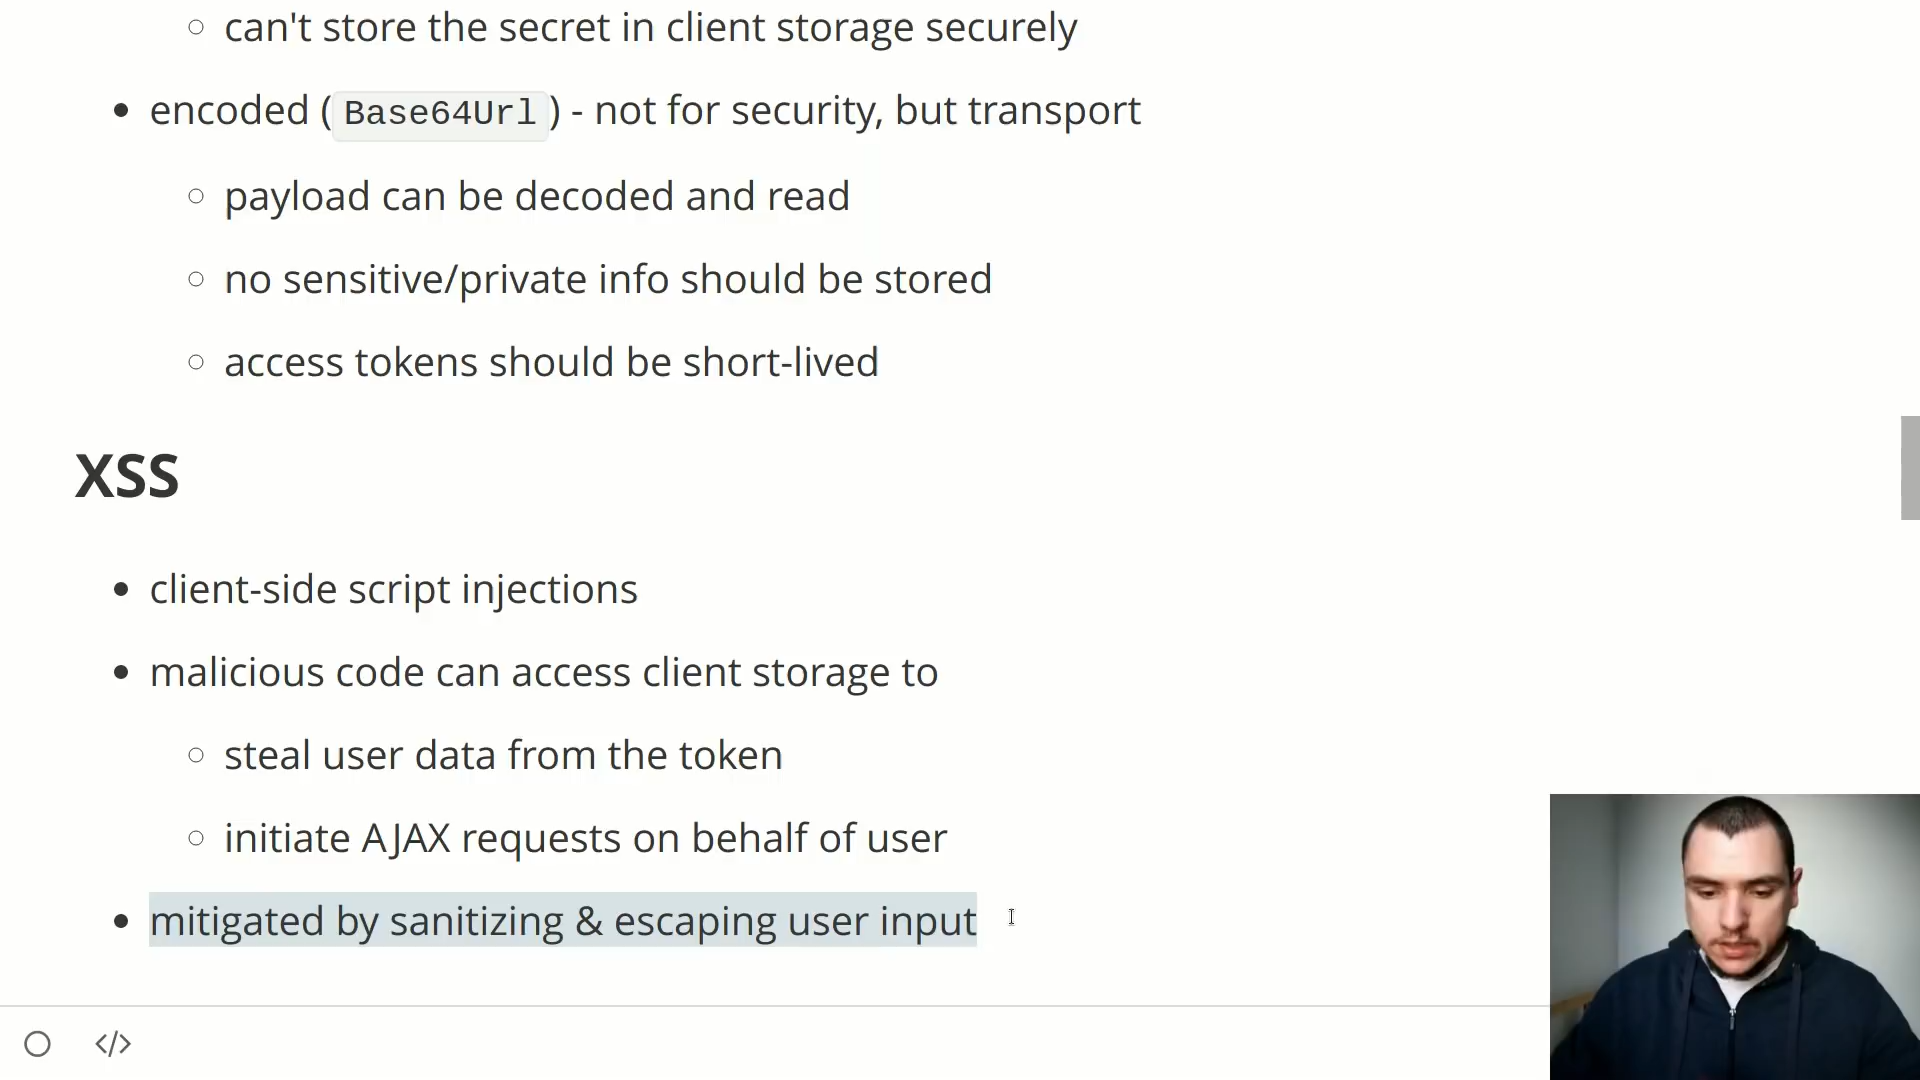 can't store the secret in client storage securely
encoded (Base64Url) - not for security, but transport
payload can be decoded and read
no sensitive/private info should be stored
access tokens should be short-lived
XSS
client-side script injections
malicious code can access client storage to
steal user data from the token
initiate AJAX requests on behalf of user
mitigated by sanitizing & escaping user input